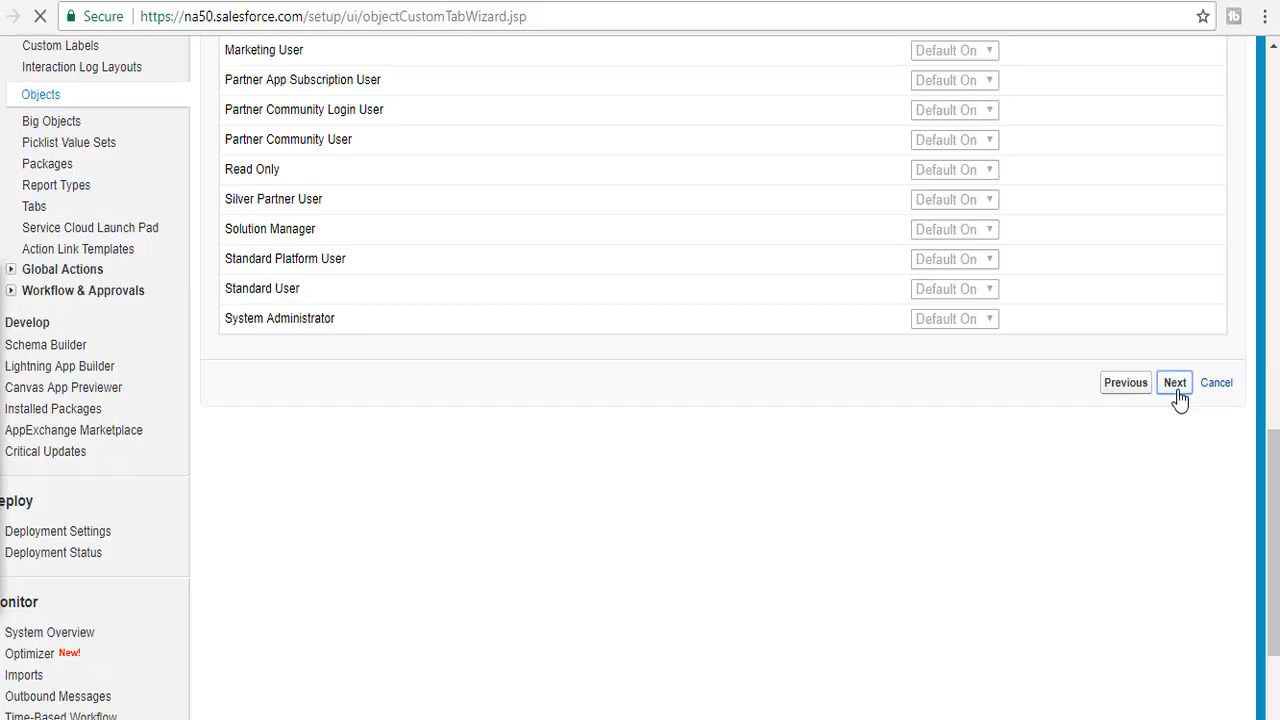 Secure
https://na50.salesforce.com/setup/ui/objectCustomTabWizard.jsp
Custom Labels
Interaction Log Layouts
Objects
Big Objects
Picklist Value Sets
Packages
Report Types
Tabs
Service Cloud Launch Pad
Action Link Templates
Global Actions
Workflow & Approvals
Develop
Schema Builder
Lightning App Builder
Canvas App Previewer
Installed Packages
AppExchange Marketplace
Critical Updates
eploy
Deployment Settings
Deployment Status
onitor
System Overview
Optimizer New!
Imports
Outbound Messages
Time-Based Workflow
Marketing User Default On
Partner App Subscription User Default On
Partner Community Login User Default On
Partner Community User Default On
Read Only Default On
Silver Partner User Default On
Solution Manager Default On
Standard Platform User Default On
Standard User Default On
System Administrator Default On
Previous Next Cancel